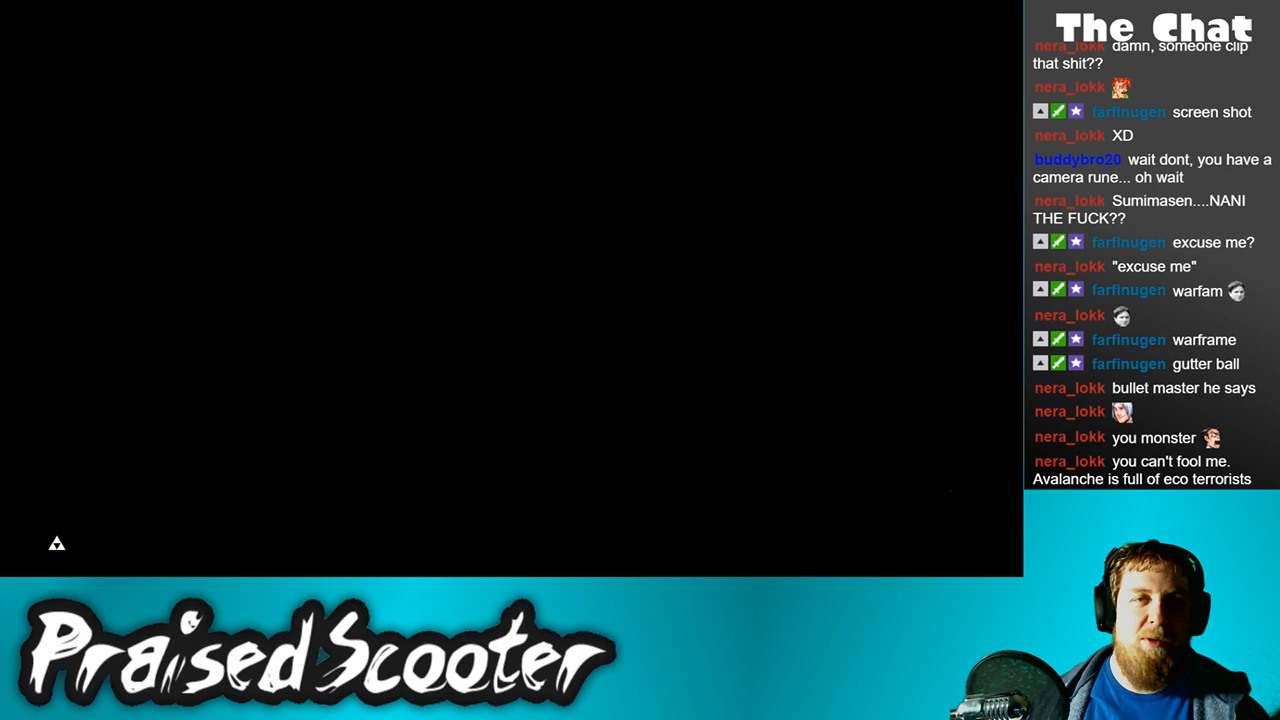 The Chat
nera_lokk damn, someone clip
that shit??
nera_lokk
farfinugen screen shot
nera_lokk XD
buddybro20 wait dont, you have a
camera rune... oh wait
nera_lokk Sumimasen....NANI
THE FUCK??
farfinugen excuse me?
nera_lokk "excuse me"
farfinugen warfam
nera_lokk
farfinugen warframe
farfinugen gutter ball
nera_lokk bullet master he says
nera_lokk
nera_lokk you monster
nera_lokk you can't fool me.
Avalanche is full of eco terrorists
PraisedScooter